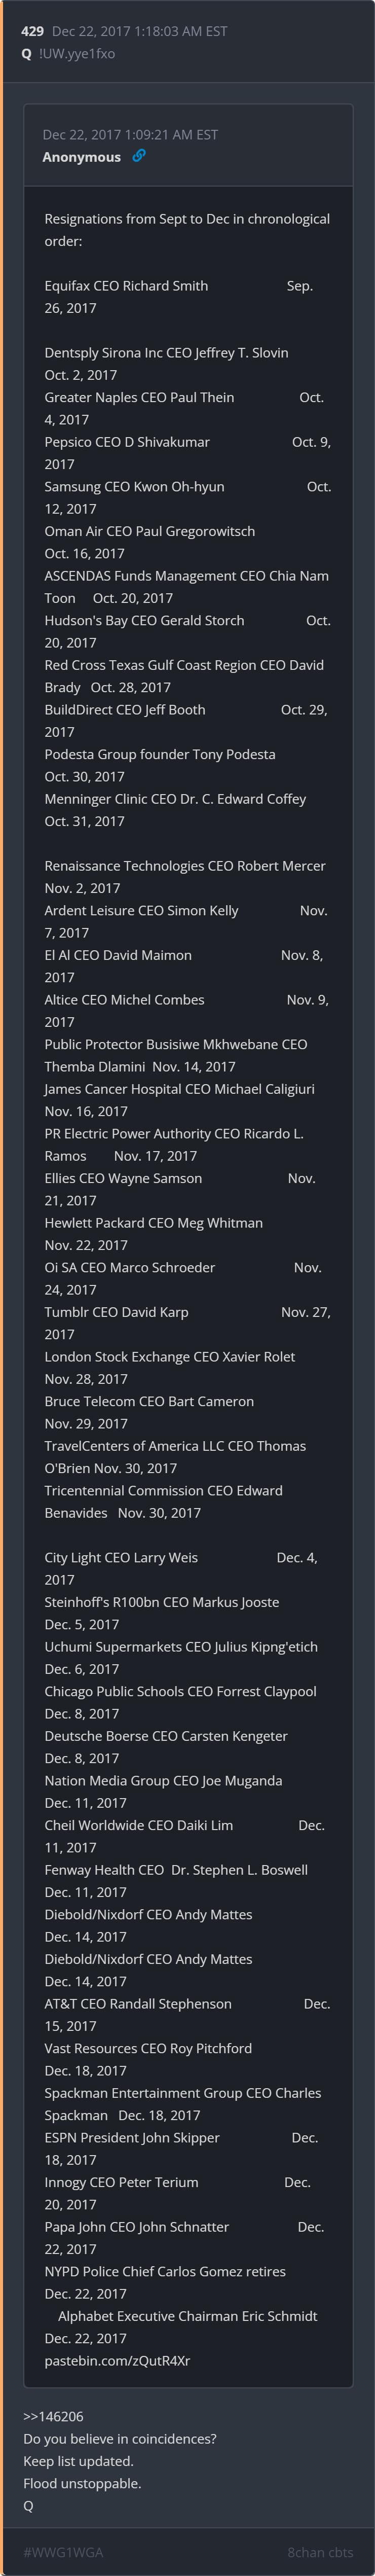 429 Dec 22, 2017 1:18:03 AM EST
Q !UW.yye1fxo
Dec 22, 2017 1:09:21 AM EST
Anonymous
Resignations from Sept to Dec in chronological
order:
Equifax CEO Richard Smith Sep.
26, 2017
Dentsply Sirona Inc CEO Jeffrey T. Slovin
Oct. 2, 2017
Greater Naples CEO Paul Thein Oct.
4, 2017
Pepsico CEO D Shivakumar Oct. 9,
2017
Samsung CEO Kwon Oh-hyun Oct.
12, 2017
Oman Air CEO Paul Gregorowitsch
Oct. 16, 2017
ASCENDAS Funds Management CEO Chia Nam
Toon Oct. 20, 2017
Hudson's Bay CEO Gerald Storch Oct.
20, 2017
Red Cross Texas Gulf Coast Region CEO David
Brady Oct. 28, 2017
BuildDirect CEO Jeff Booth Oct. 29,
2017
Podesta Group founder Tony Podesta
Oct. 30, 2017
Menninger Clinic CEO Dr. C. Edward Coffey
Oct. 31, 2017
Renaissance Technologies CEO Robert Mercer
Nov. 2, 2017
Ardent Leisure CEO Simon Kelly Nov.
7, 2017
El Al CEO David Maimon Nov. 8,
2017
Altice CEO Michel Combes Nov. 9,
2017
Public Protector Busisiwe Mkhwebane CEO
Themba Dlamini Nov. 14, 2017
James Cancer Hospital CEO Michael Caligiuri
Nov. 16, 2017
PR Electric Power Authority CEO Ricardo L.
Ramos Nov. 17, 2017
Ellies CEO Wayne Samson Nov.
21, 2017
Hewlett Packard CEO Meg Whitman
Nov. 22, 2017
Oi SA CEO Marco Schroeder Nov.
24, 2017
Tumblr CEO David Karp Nov. 27,
2017
London Stock Exchange CEO Xavier Rolet
Nov. 28, 2017
Bruce Telecom CEO Bart Cameron
Nov. 29, 2017
TravelCenters of America LLC CEO Thomas
O'Brien Nov. 30, 2017
Tricentennial Commission CEO Edward
Benavides Nov. 30, 2017
City Light CEO Larry Weis Dec. 4,
2017
Steinhoff's R100bn CEO Markus Jooste
Dec. 5, 2017
Uchumi Supermarkets CEO Julius Kipng'etich
Dec. 6, 2017
Chicago Public Schools CEO Forrest Claypool
Dec. 8, 2017
Deutsche Boerse CEO Carsten Kengeter
Dec. 8, 2017
Nation Media Group CEO Joe Muganda
Dec. 11, 2017
Cheil Worldwide CEO Daiki Lim Dec.
11, 2017
Fenway Health CEO Dr. Stephen L. Boswell
Dec. 11, 2017
Diebold/Nixdorf CEO Andy Mattes
Dec. 14, 2017
Diebold/Nixdorf CEO Andy Mattes
Dec. 14, 2017
AT&T CEO Randall Stephenson Dec.
15, 2017
Vast Resources CEO Roy Pitchford
Dec. 18, 2017
Spackman Entertainment Group CEO Charles
Spackman Dec. 18, 2017
ESPN President John Skipper Dec.
18, 2017
Innogy CEO Peter Terium Dec.
20, 2017
Papa John CEO John Schnatter Dec.
22, 2017
NYPD Police Chief Carlos Gomez retires
Dec. 22, 2017
Alphabet Executive Chairman Eric Schmidt
Dec. 22, 2017
pastebin.com/zQutR4Xr
>>146206
Do you believe in coincidences?
Keep list updated.
Flood unstoppable.
Q
#WWG1WGA 8chan cbts